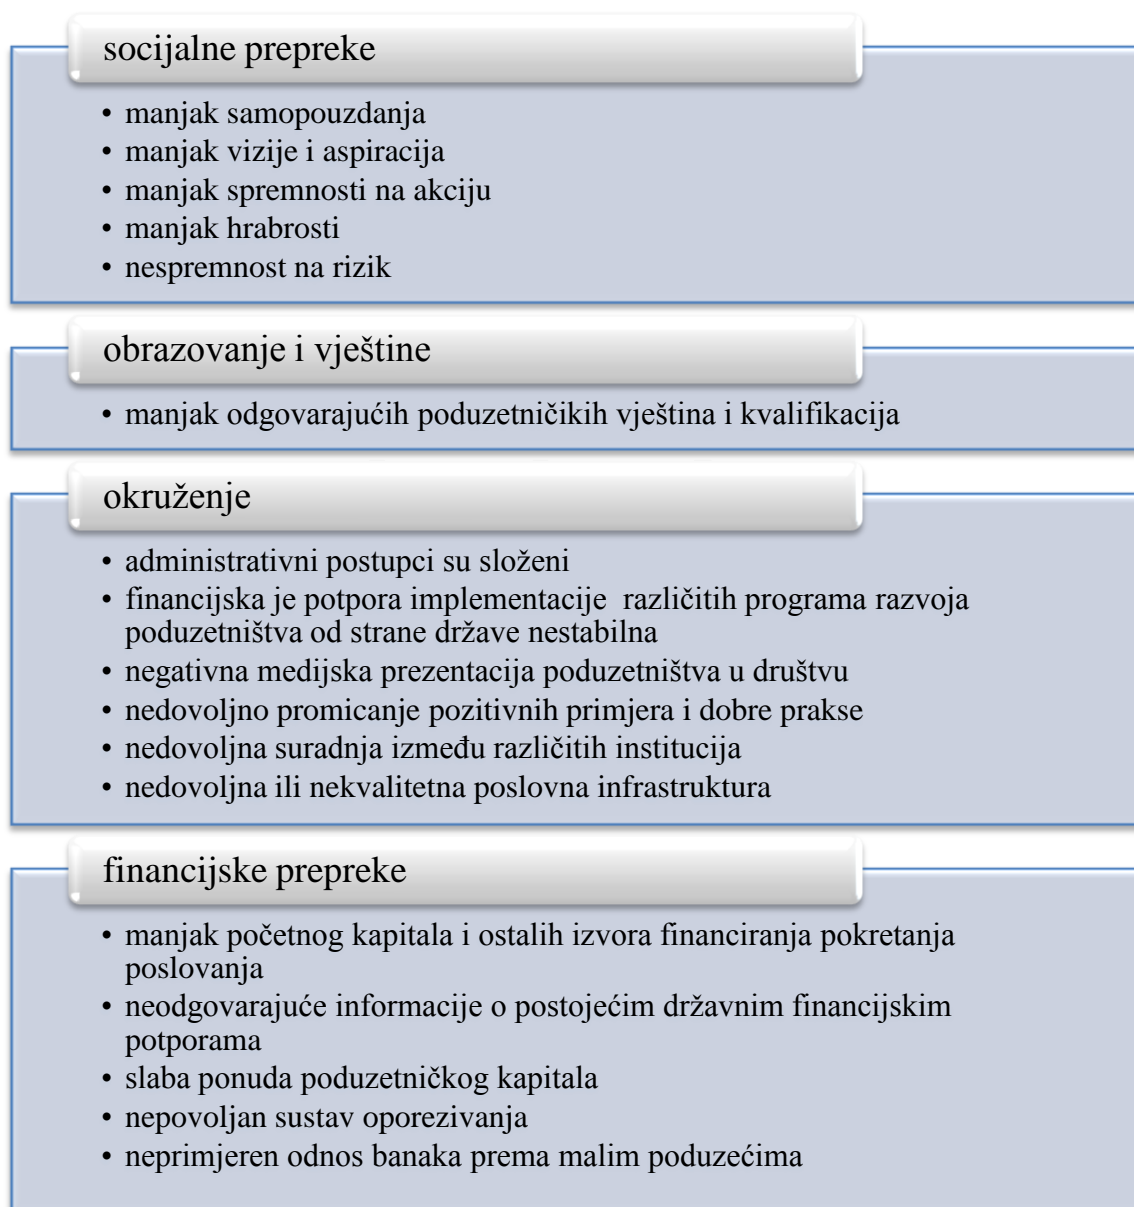 socijalne prepreke
• manjak samopouzdanja
• manjak vizije i aspiracija
• manjak spremnosti na akciju
• manjak hrabrosti
• nespremnost na rizik
obrazovanje i vještine
• manjak odgovarajućih poduzetničikih vještina i kvalifikacija
okruženje
• administrativni postupci su složeni
• financijska je potpora implementacije različitih programa razvoja
poduzetništva od strane države nestabilna
• negativna medijska prezentacija poduzetništva u društvu
• nedovoljno promicanje pozitivnih primjera i dobre prakse
• nedovoljna suradnja između različitih institucija
• nedovoljna ili nekvalitetna poslovna infrastruktura
financijske prepreke
• manjak početnog kapitala i ostalih izvora financiranja pokretanja
poslovanja
• neodgovarajuće informacije o postojećim državnim financijskim
potporama
• slaba ponuda poduzetničkog kapitala
• nepovoljan sustav oporezivanja
• neprimjeren odnos banaka prema malim poduzećima